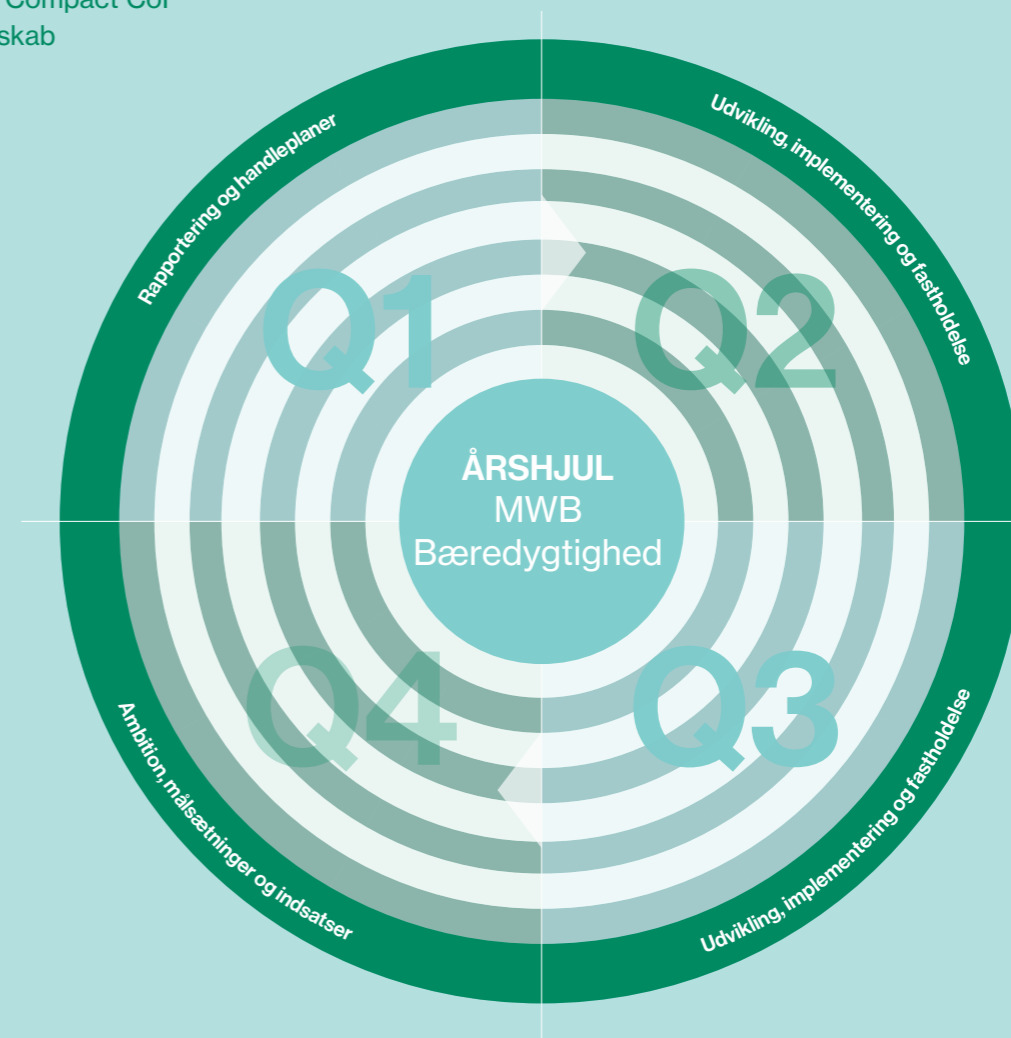 Compact CoP
skab
Rapportering og handleplaner
Udvikling, implementering og fastholdelse
Q1
Q2
ÅRSHJUL
MWB
Bæredygtighed
Q4
Q3
Ambition, målsætninger og indsatser
Udvikling, implementering og fastholdelse